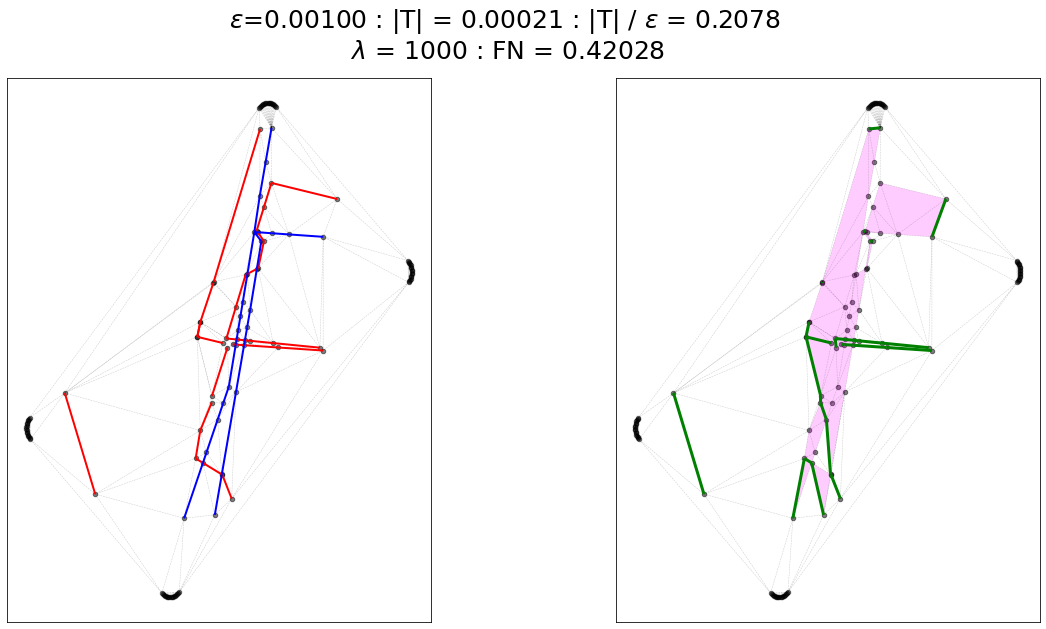 ε=0.00100 : |T| = 0.00021 : |T| / ε = 0.2078
λ = 1000 : FN = 0.42028